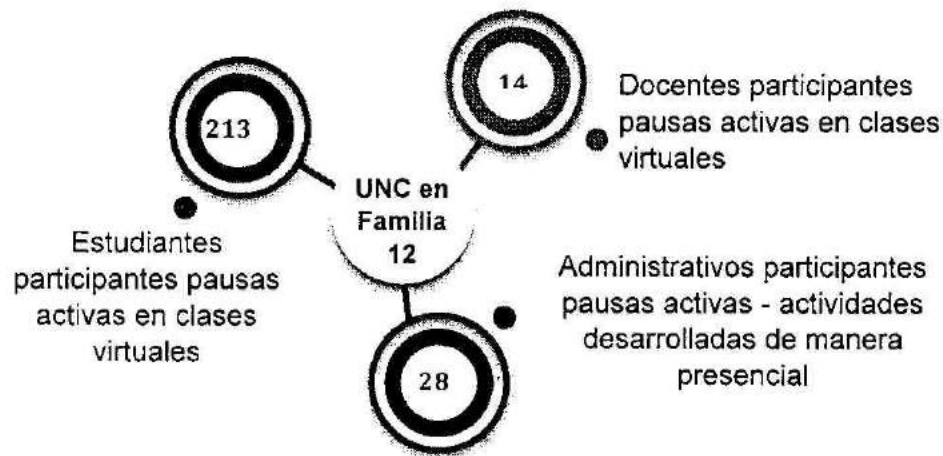 14
Docentes participantes
pausas activas en clases
virtuales
213
UNC en
Familia
12
Estudiantes
participantes pausas
activas en clases
virtuales
Administrativos participantes
pausas activas - actividades
desarrolladas de manera
presencial
28